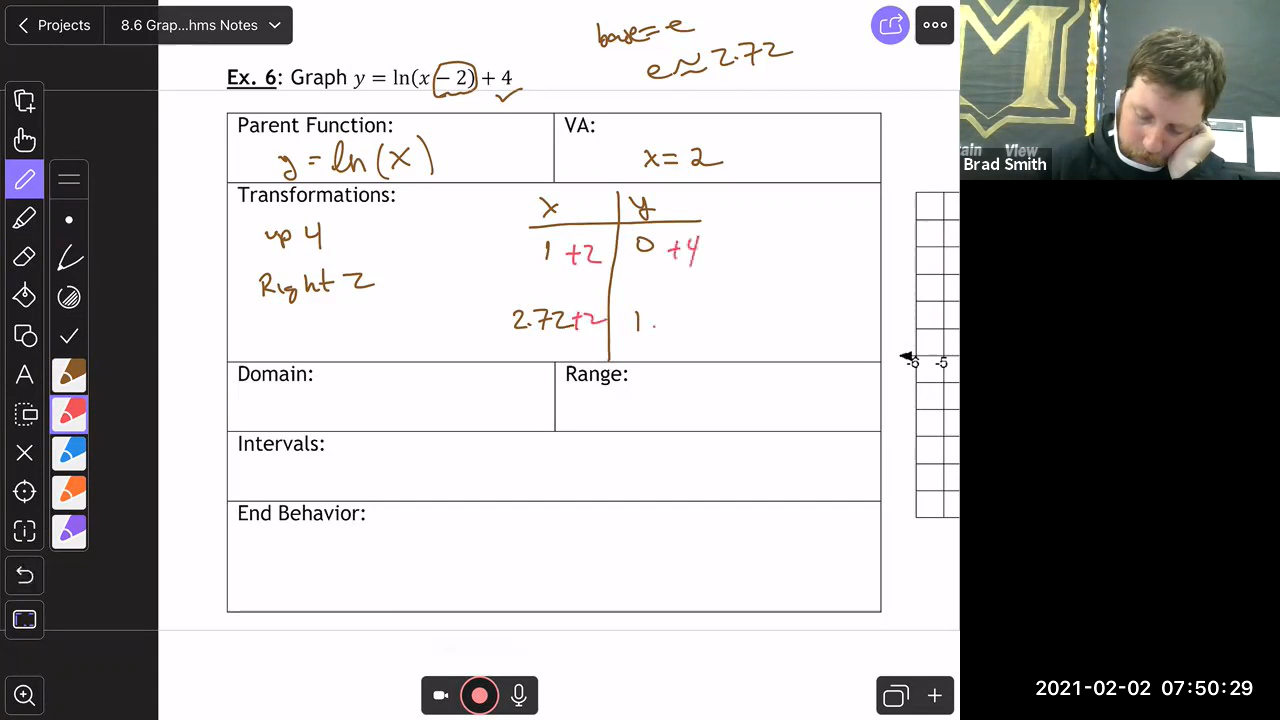 Projects
8.6 Grap...hms Notes
base = e
e ≈ 2.72
Ex. 6: Graph y = ln(x − 2) + 4
Parent Function:
y = ln(x)
VA:
x = 2
Transformations:
up 4
Right 2
x y
1 +2 0 +4
2.72 +2 1
Domain:
Range:
Intervals:
End Behavior:
-6 -5
M
tain View
Brad Smith
2021-02-02 07:50:29